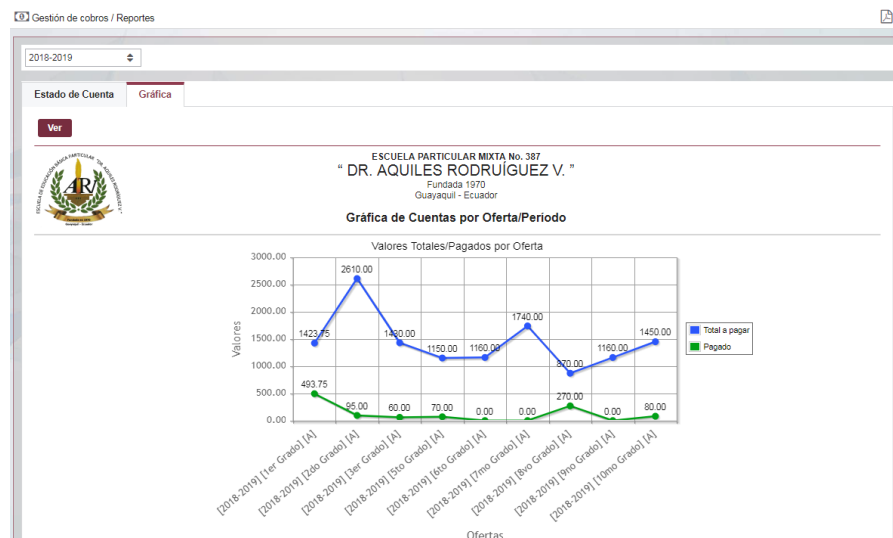 Gestión de cobros / Reportes
2018-2019
Estado de Cuenta Gráfica
Ver
ESCUELA PARTICULAR MIXTA No. 387
“ DR. AQUILES RODRUÍGUEZ V. ”
Fundada 1970
Guayaquil - Ecuador
Gráfica de Cuentas por Oferta/Periodo
ARV
Valores Totales/Pagados por Oferta
3000.00
2500.00
2000.00
1500.00
1000.00
500.00
0.00
Valores
1423.75
2610.00
1430.00
1150.00
1160.00
1740.00
870.00
1160.00
1450.00
493.75
95.00
60.00
70.00
0.00
0.00
270.00
0.00
80.00
Total a pagar
Pagado
[2018-2019] [1er Grado] [A]
[2018-2019] [2do Grado] [A]
[2018-2019] [3er Grado] [A]
[2018-2019] [5to Grado] [A]
[2018-2019] [6to Grado] [A]
[2018-2019] [7mo Grado] [A]
[2018-2019] [8vo Grado] [A]
[2018-2019] [9no Grado] [A]
[2018-2019] [10mo Grado] [A]
Ofertas